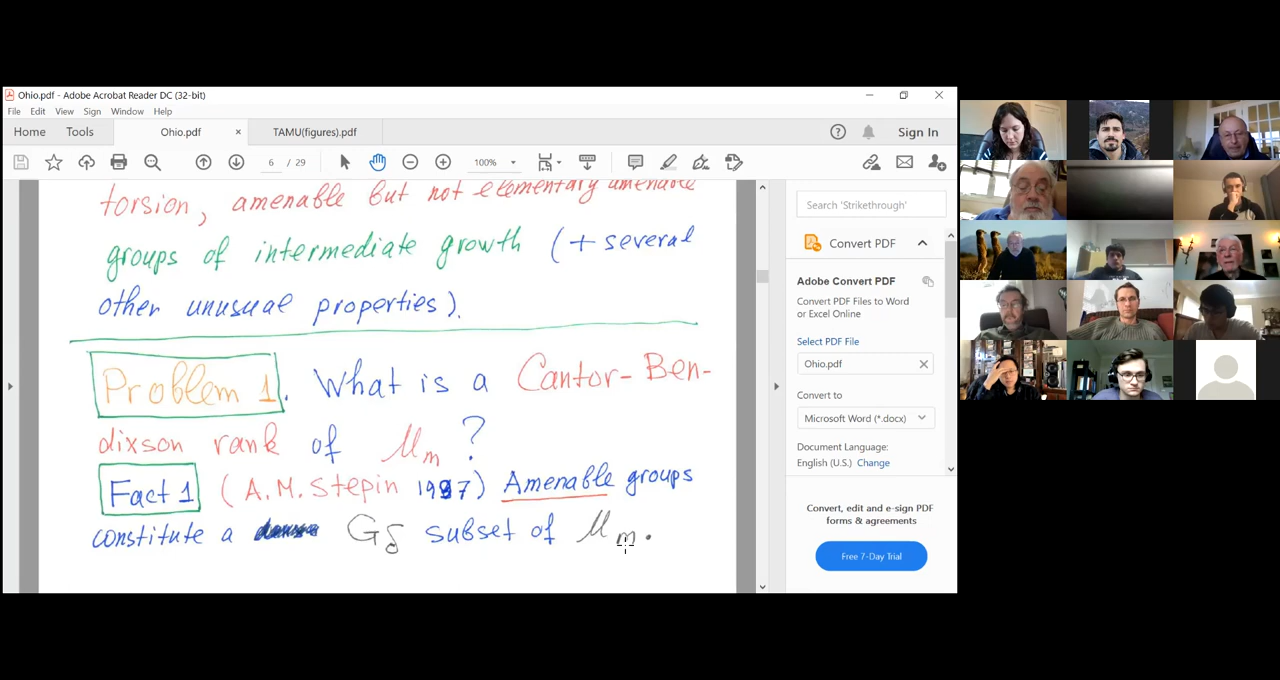 Ohio.pdf - Adobe Acrobat Reader DC (32-bit)
File Edit View Sign Window Help
Home Tools Ohio.pdf × TAMU(figures).pdf Sign In
6 / 29 100%
torsion, amenable but not elementary amenable
groups of intermediate growth (+ several
other unusual properties).
Problem 1. What is a Cantor-Ben-
dixson rank of Mm ?
Fact 1 (A.M. Stepin 1997) Amenable groups
constitute a Gδ subset of Mm.
Search 'Strikethrough'
Convert PDF
Adobe Convert PDF
Convert PDF Files to Word
or Excel Online
Select PDF File
Ohio.pdf
Convert to
Microsoft Word (*.docx)
Document Language:
English (U.S.) Change
Convert, edit and e-sign PDF
forms & agreements
Free 7-Day Trial